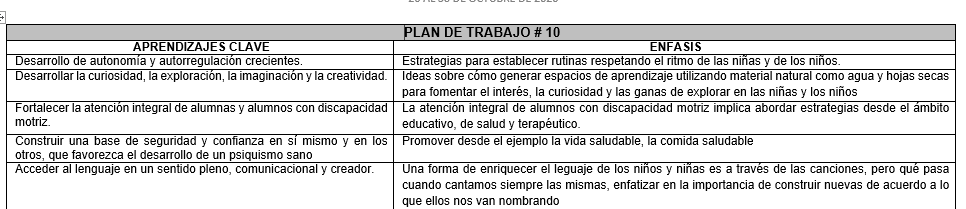 26 AL 30 DE OCTUBRE DE 2020
PLAN DE TRABAJO # 10
APRENDIZAJES CLAVE
ENFASIS
Desarrollo de autonomía y autorregulación crecientes.
Estrategias para establecer rutinas respetando el ritmo de las niñas y de los niños.
Desarrollar la curiosidad, la exploración, la imaginación y la creatividad.
Ideas sobre cómo generar espacios de aprendizaje utilizando material natural como agua y hojas secas
para fomentar el interés, la curiosidad y las ganas de explorar en las niñas y los niños
Fortalecer la atención integral de alumnas y alumnos con discapacidad
motriz.
La atención integral de alumnos con discapacidad motriz implica abordar estrategias desde el ámbito
educativo, de salud y terapéutico.
Construir una base de seguridad y confianza en sí mismo y en los
otros, que favorezca el desarrollo de un psiquismo sano
Promover desde el ejemplo la vida saludable, la comida saludable
Acceder al lenguaje en un sentido pleno, comunicacional y creador.
Una forma de enriquecer el leguaje de los niños y niñas es a través de las canciones, pero qué pasa
cuando cantamos siempre las mismas, enfatizar en la importancia de construir nuevas de acuerdo a lo
que ellos nos van nombrando